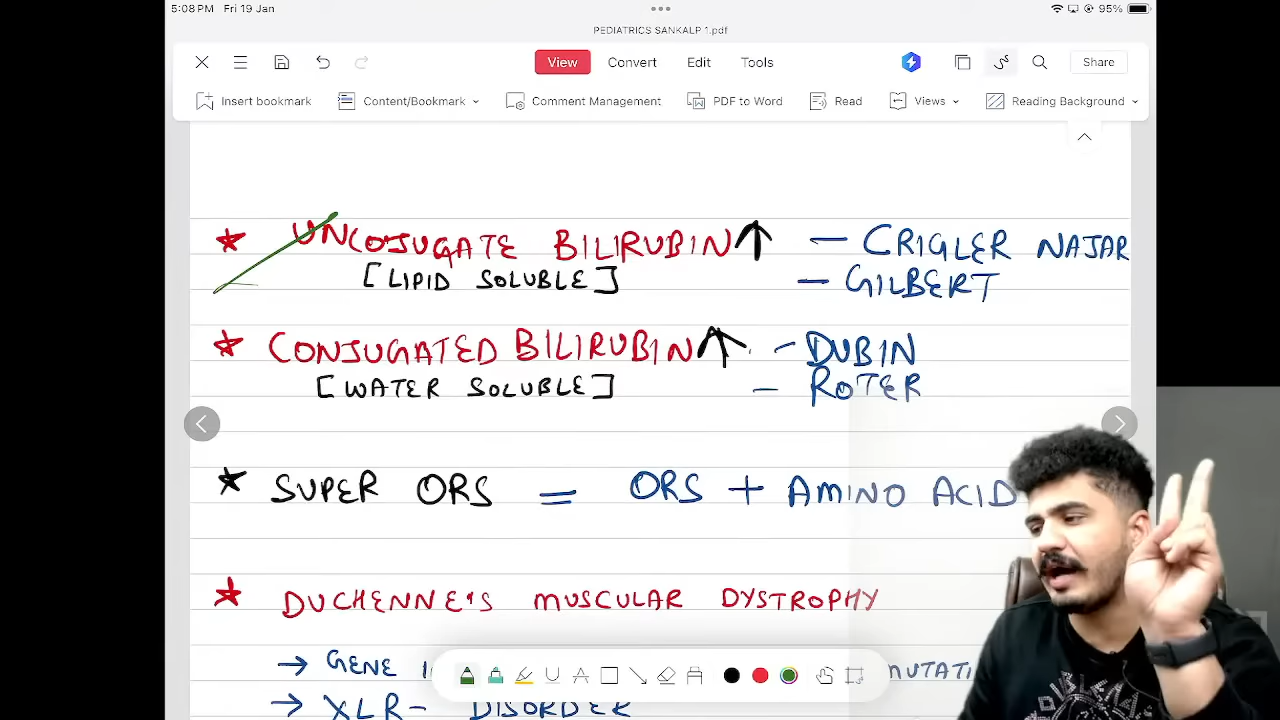 5:08 PM Fri 19 Jan 95%
PEDIATRICS SANKALP 1.pdf
View Convert Edit Tools Share
Insert bookmark Content/Bookmark Comment Management PDF to Word Read Views Reading Background
★ UNCONJUGATE BILIRUBIN ↑ - CRIGLER NAJAR
[LIPID SOLUBLE] - GILBERT
★ CONJUGATED BILIRUBIN ↑ - DUBIN
[WATER SOLUBLE] - ROTER
★ SUPER ORS = ORS + AMINO ACID
★ DUCHENNE'S MUSCULAR DYSTROPHY
→ GENE
→ XLR- DISORDER